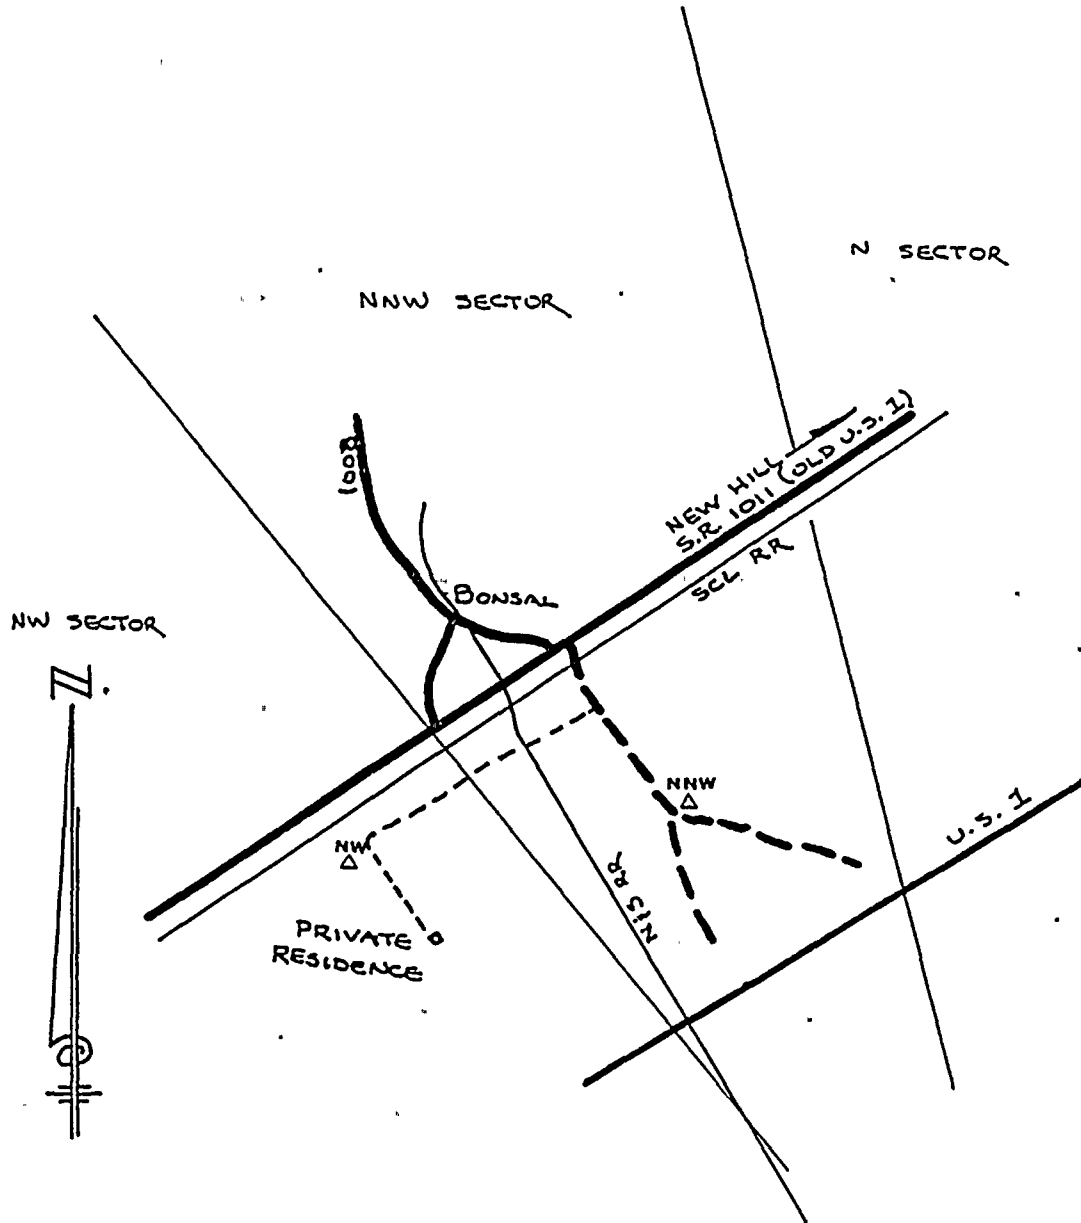 N SECTOR
NNW SECTOR
1008
NEW HILL
S.R. 1011 (OLD U.S. 1)
SCL RR
BONSAL
NW SECTOR
N
NNW
U.S. 1
NW
N&S RR
PRIVATE
RESIDENCE